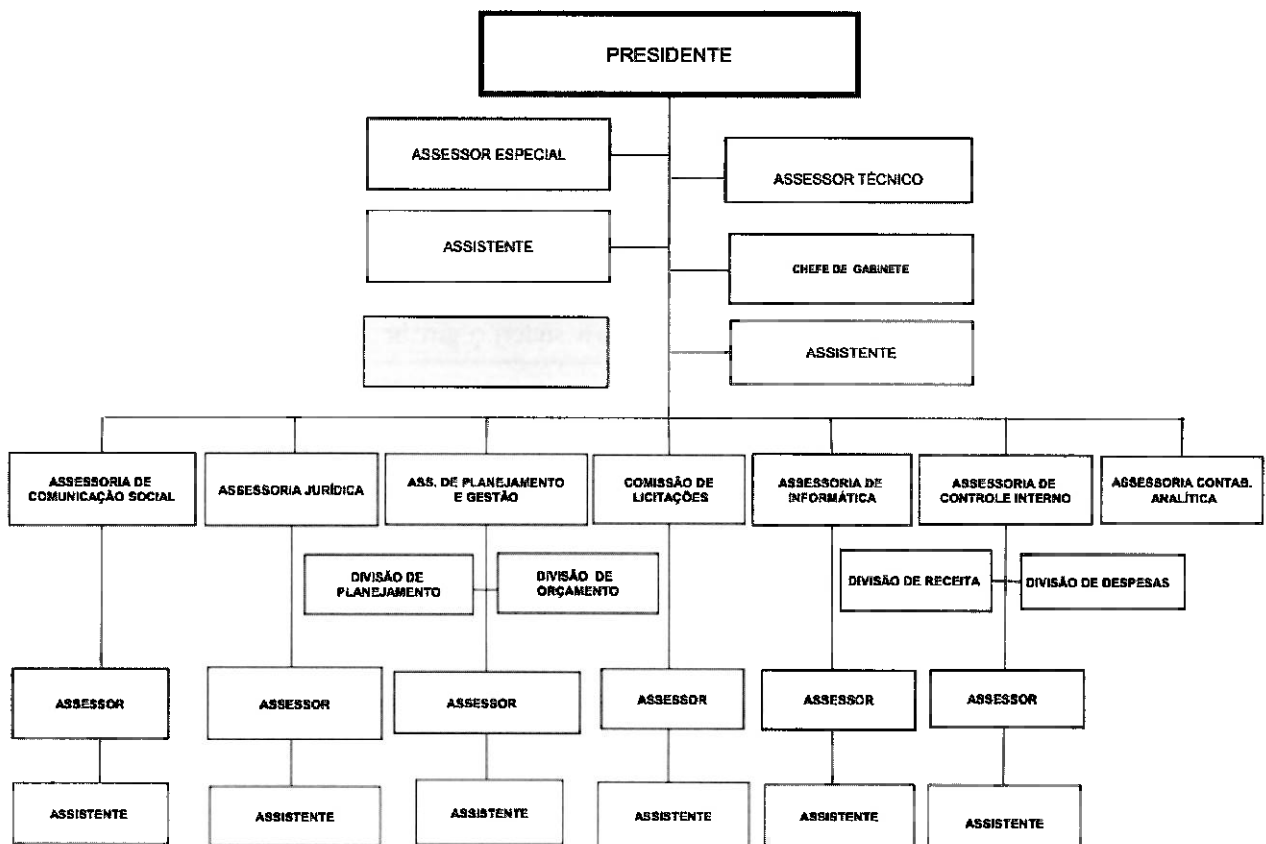 PRESIDENTE
ASSESSOR ESPECIAL
ASSESSOR TÉCNICO
ASSISTENTE
CHEFE DE GABINETE
ASSISTENTE
ASSESSORIA DE
COMUNICAÇÃO SOCIAL
ASSESSORIA JURÍDICA
ASS. DE PLANEJAMENTO
E GESTÃO
COMISSÃO DE
LICITAÇÕES
ASSESSORIA DE
INFORMÁTICA
ASSESSORIA DE
CONTROLE INTERNO
ASSESSORIA CONTAB.
ANALÍTICA
DIVISÃO DE
PLANEJAMENTO
DIVISÃO DE
ORÇAMENTO
DIVISÃO DE RECEITA
DIVISÃO DE DESPESAS
ASSESSOR
ASSESSOR
ASSESSOR
ASSESSOR
ASSESSOR
ASSESSOR
ASSISTENTE
ASSISTENTE
ASSISTENTE
ASSISTENTE
ASSISTENTE
ASSISTENTE